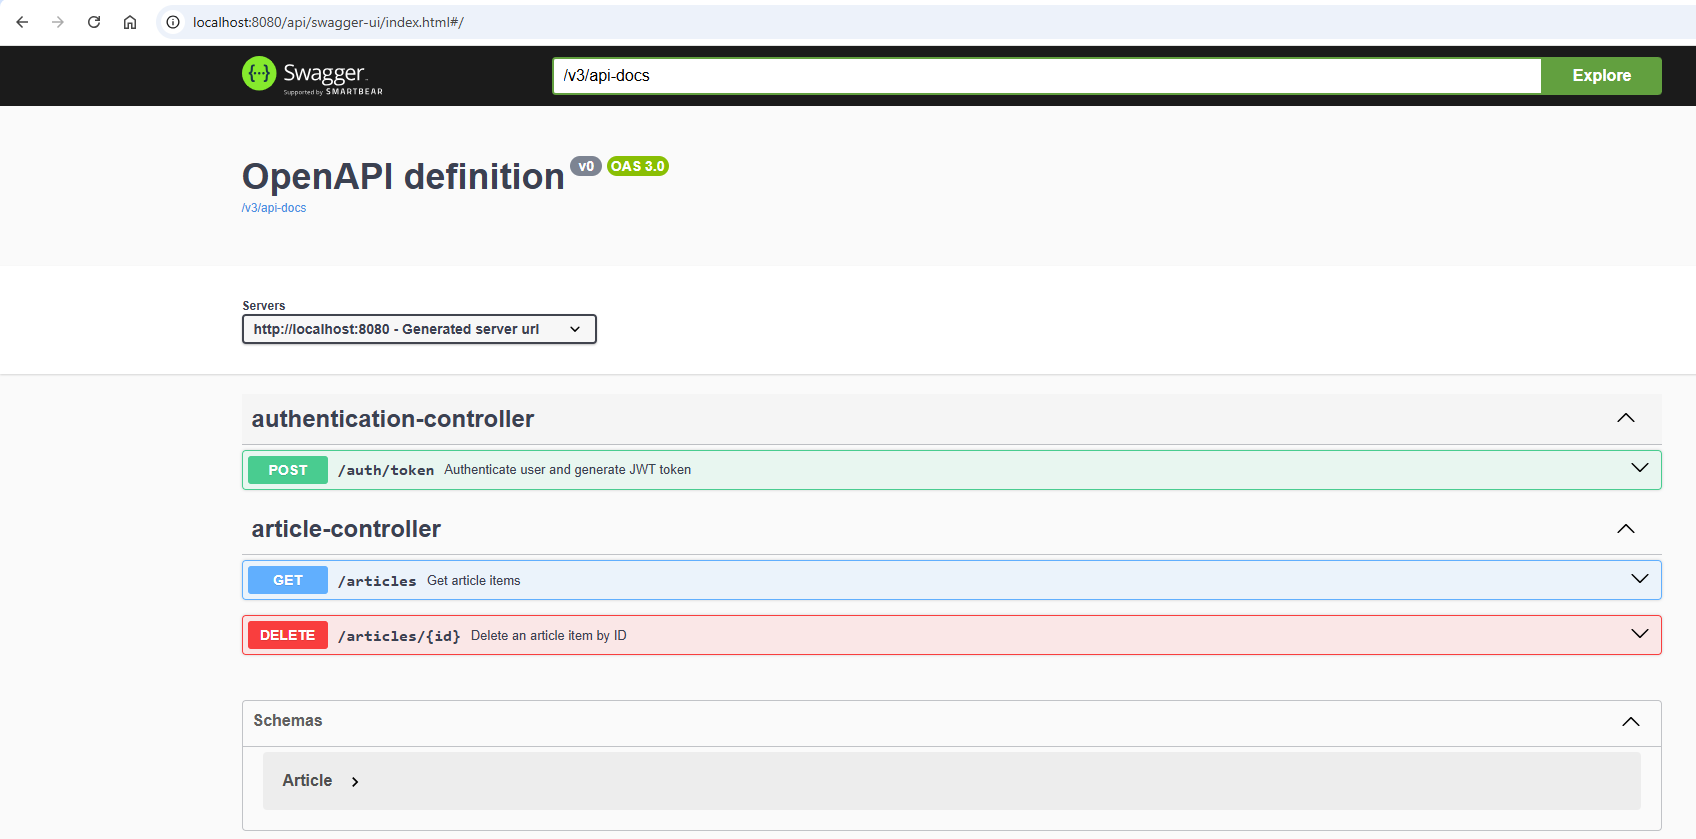 localhost:8080/api/swagger-ui/index.html#/
{···} Swagger.
Supported by SMARTBEAR
/v3/api-docs
Explore
OpenAPI definition v0 OAS 3.0
/v3/api-docs
Servers
http://localhost:8080 - Generated server url
authentication-controller
POST /auth/token Authenticate user and generate JWT token
article-controller
GET /articles Get article items
DELETE /articles/{id} Delete an article item by ID
Schemas
Article